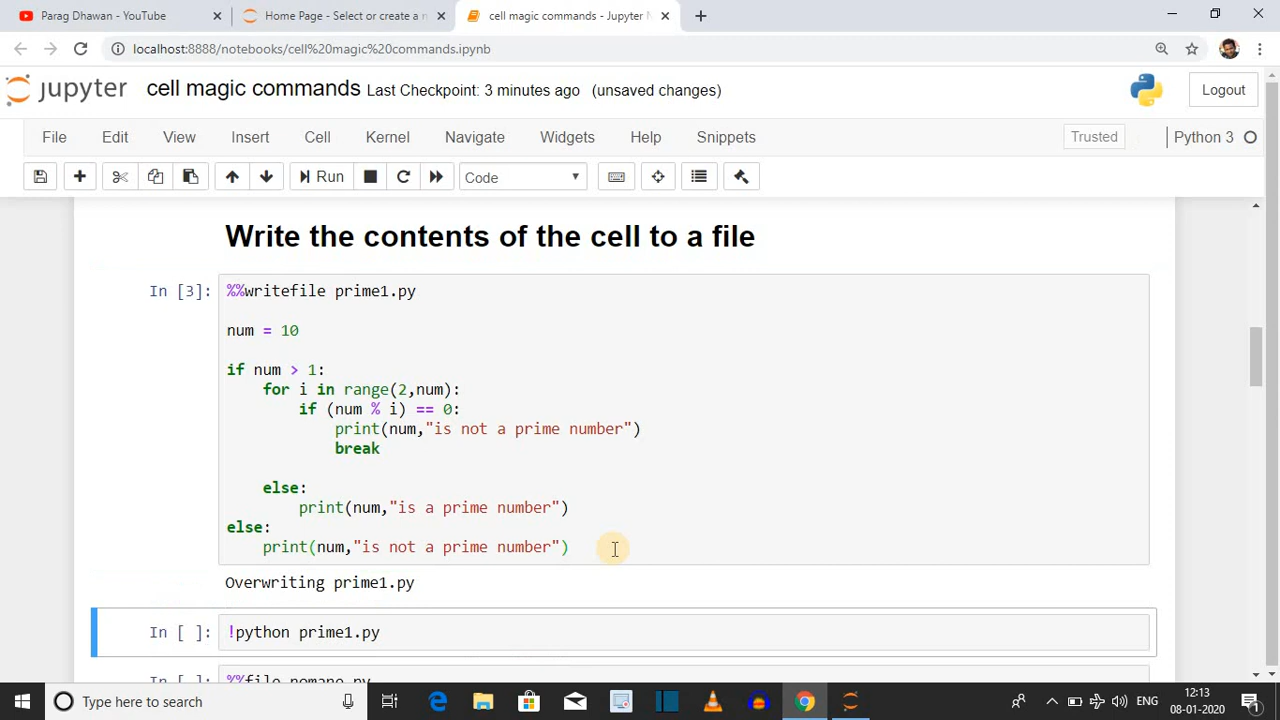 Parag Dhawan - YouTube
Home Page - Select or create a n
cell magic commands - Jupyter N
localhost:8888/notebooks/cell%20magic%20commands.ipynb
jupyter cell magic commands Last Checkpoint: 3 minutes ago (unsaved changes)
Logout
File Edit View Insert Cell Kernel Navigate Widgets Help Snippets
Trusted
Python 3
Run
Code
Write the contents of the cell to a file
In [3]: %%writefile prime1.py
num = 10
if num > 1:
for i in range(2,num):
if (num % i) == 0:
print(num,"is not a prime number")
break
else:
print(num,"is a prime number")
else:
print(num,"is not a prime number")
Overwriting prime1.py
In [ ]: !python prime1.py
In [ ]: %%file noname.py
Type here to search
ENG
12:13
08-01-2020